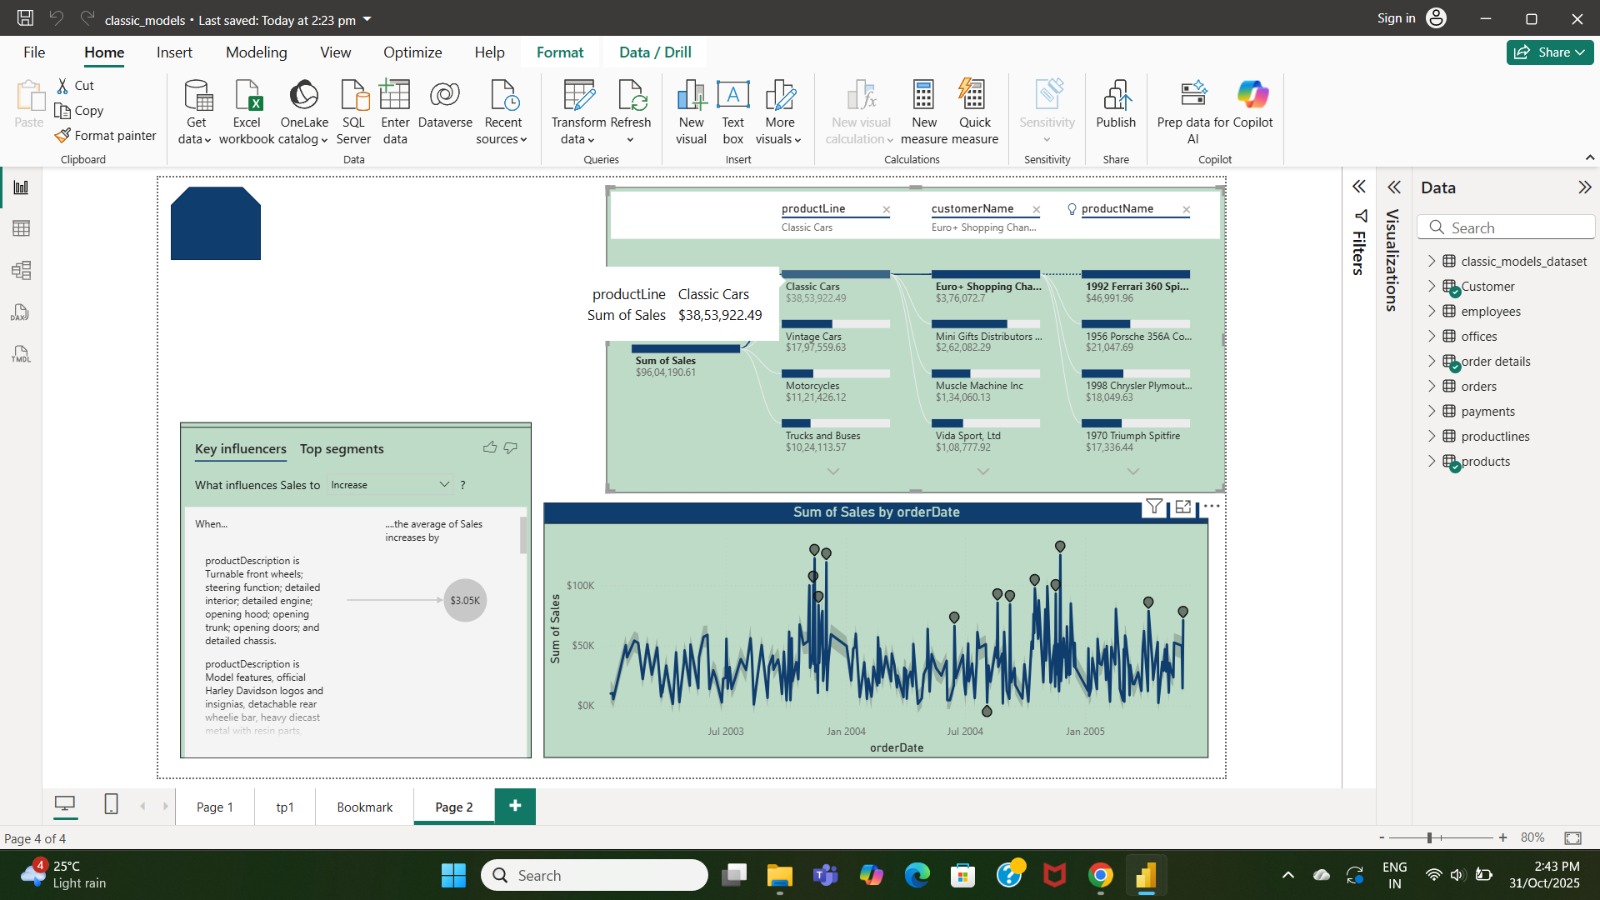 classic_models • Last saved: Today at 2:23 pm
Sign in
File Home Insert Modeling View Optimize Help Format Data / Drill
Share
Paste
Cut
Copy
Format painter
Clipboard
Get data
Excel workbook
OneLake catalog
SQL Server
Enter data
Dataverse
Recent sources
Data
Transform data
Refresh
Queries
New visual
Text box
More visuals
Insert
New visual calculation
New measure
Quick measure
Calculations
Sensitivity
Sensitivity
Publish
Share
Prep data for AI
Copilot
Copilot
productLine
Classic Cars
customerName
Euro+ Shopping Chan...
productName
productLine Classic Cars
Sum of Sales $38,53,922.49
Sum of Sales
$96,04,190.61
Classic Cars
$38,53,922.49
Vintage Cars
$17,97,559.63
Motorcycles
$11,21,426.12
Trucks and Buses
$10,24,113.57
Euro+ Shopping Cha...
$3,76,072.7
Mini Gifts Distributors ...
$2,62,082.29
Muscle Machine Inc
$1,34,060.13
Vida Sport, Ltd
$1,08,777.92
1992 Ferrari 360 Spi...
$46,991.96
1956 Porsche 356A Co...
$21,047.69
1998 Chrysler Plymout...
$18,049.63
1970 Triumph Spitfire
$17,336.44
Key influencers Top segments
What influences Sales to Increase ?
When...
....the average of Sales
increases by
productDescription is
Turnable front wheels;
steering function; detailed
interior; detailed engine;
opening hood; opening
trunk; opening doors; and
detailed chassis.
$3.05K
productDescription is
Model features, official
Harley Davidson logos and
insignias, detachable rear
wheelie bar, heavy diecast
metal with resin parts,
Sum of Sales by orderDate
Sum of Sales
$100K
$50K
$0K
Jul 2003 Jan 2004 Jul 2004 Jan 2005
orderDate
Filters
Visualizations
Data
Search
classic_models_dataset
Customer
employees
offices
order details
orders
payments
productlines
products
DAX
TMDL
Page 1 tp1 Bookmark Page 2 +
Page 4 of 4
- + 80%
4
25°C
Light rain
Search
ENG
IN
2:43 PM
31/Oct/2025